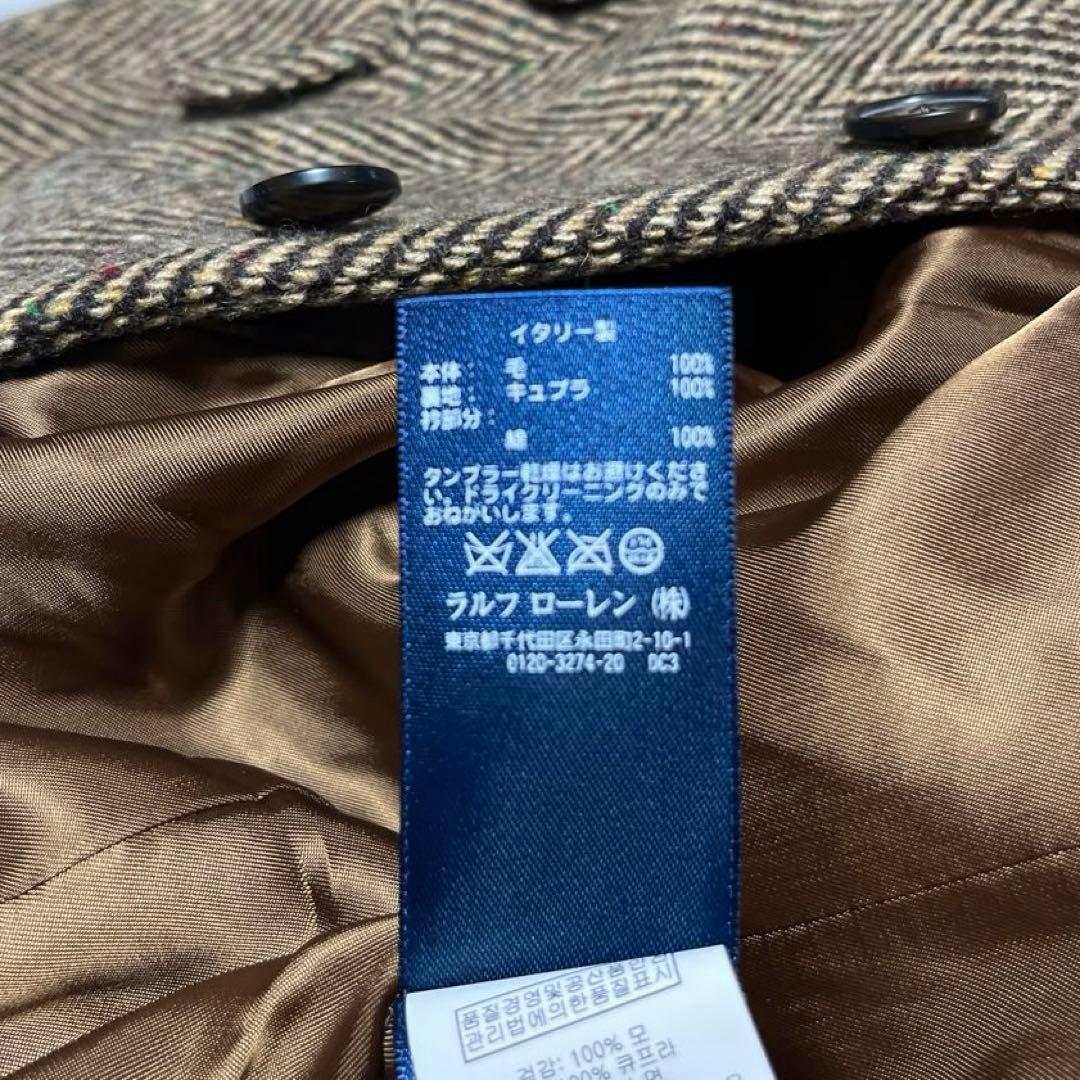 イタリー製
本体: 毛 100%
裏地: キュプラ 100%
衿部分:
綿 100%
タンブラー乾燥はお避けくださ
い。ドライクリーニングのみで
おねがいします。
ラルフ ローレン (株)
東京都千代田区永田町2-10-1
0120-3274-20 DC3
품질경영및공산품안전
관리법에의한품질표시
겉감: 100% 모
100% 큐프라